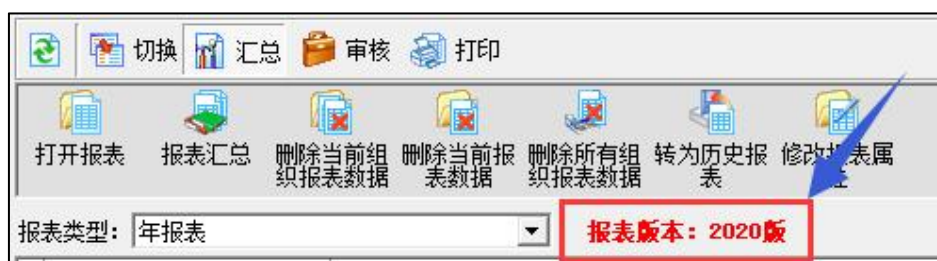 切换 汇总 审核 打印
打开报表 报表汇总 删除当前组织报表数据 删除当前报表数据 删除所有组织报表数据 转为历史报表 修改报表属
报表类型: 年报表 报表版本: 2020版